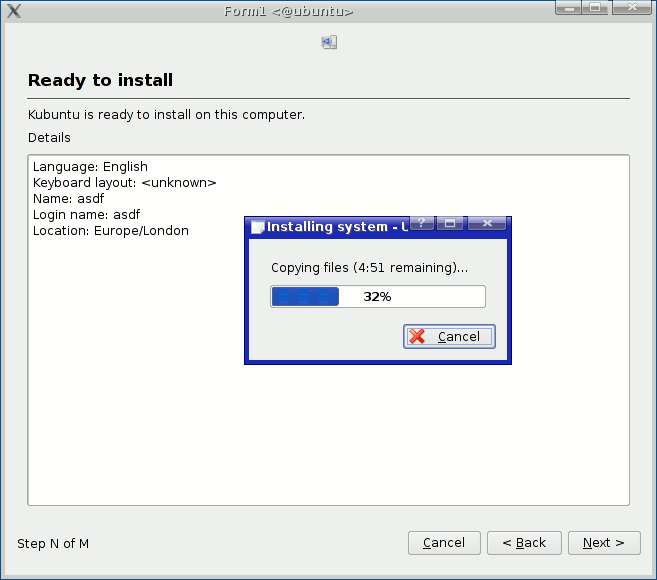 Form1 <@ubuntu>
Ready to install
Kubuntu is ready to install on this computer.
Details
Language: English
Keyboard layout: <unknown>
Name: asdf
Login name: asdf
Location: Europe/London
Installing system - U
Copying files (4:51 remaining)...
32%
Cancel
Step N of M
Cancel
< Back
Next >